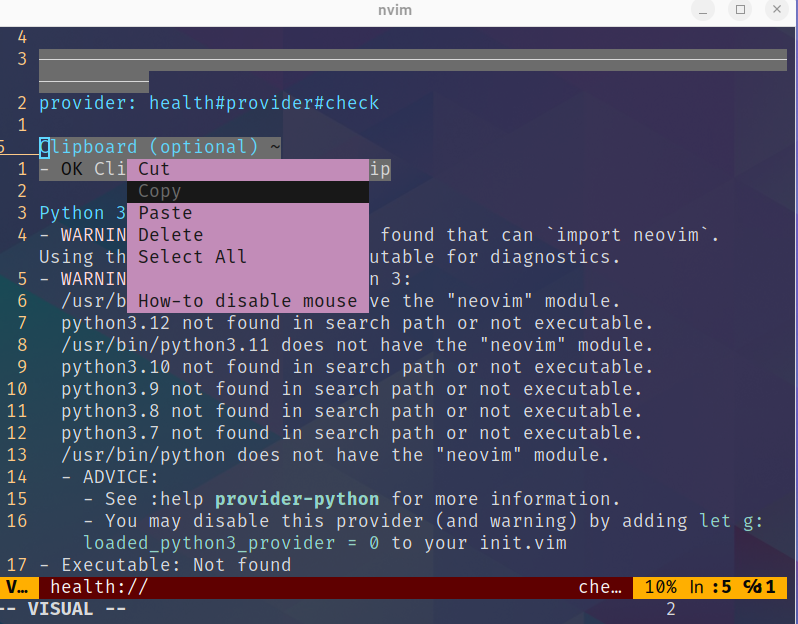 nvim
4
3
2 provider: health#provider#check
1
5 Clipboard (optional) ~
1 - OK Cli ip
Cut
2
Copy
3 Python 3
Paste
4 - WARNIN found that can `import neovim`.
Delete
Using th utable for diagnostics.
Select All
5 - WARNIN n 3:
6 /usr/b ve the "neovim" module.
How-to disable mouse
7 python3.12 not found in search path or not executable.
8 /usr/bin/python3.11 does not have the "neovim" module.
9 python3.10 not found in search path or not executable.
10 python3.9 not found in search path or not executable.
11 python3.8 not found in search path or not executable.
12 python3.7 not found in search path or not executable.
13 /usr/bin/python does not have the "neovim" module.
14 - ADVICE:
15 - See :help provider-python for more information.
16 - You may disable this provider (and warning) by adding let g:
loaded_python3_provider = 0 to your init.vim
17 - Executable: Not found
V… health:// che… 10% ln :5 ℅:1
-- VISUAL -- 2